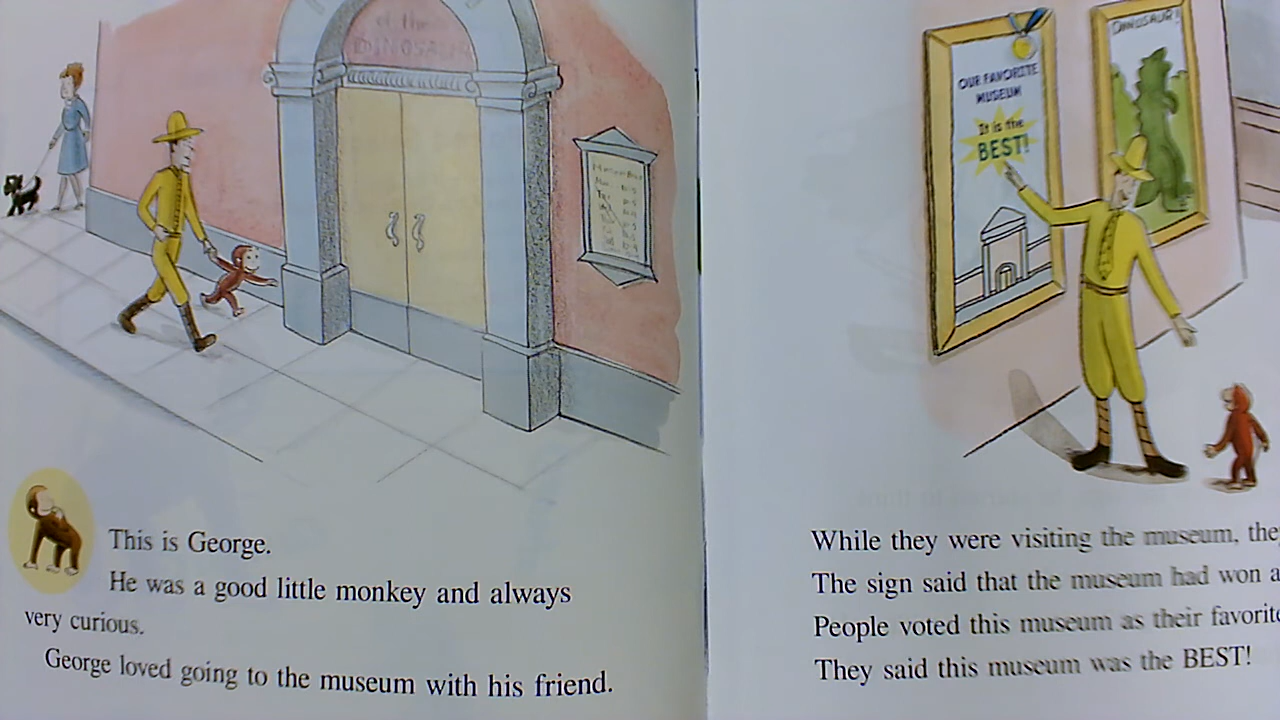 of the
DINOSAUR
This is George.
He was a good little monkey and always
very curious.
George loved going to the museum with his friend.
OUR FAVORITE
MUSEUM
It is the
BEST!
DINOSAUR!
While they were visiting the museum, they
The sign said that the museum had won a
People voted this museum as their favorite
They said this museum was the BEST!